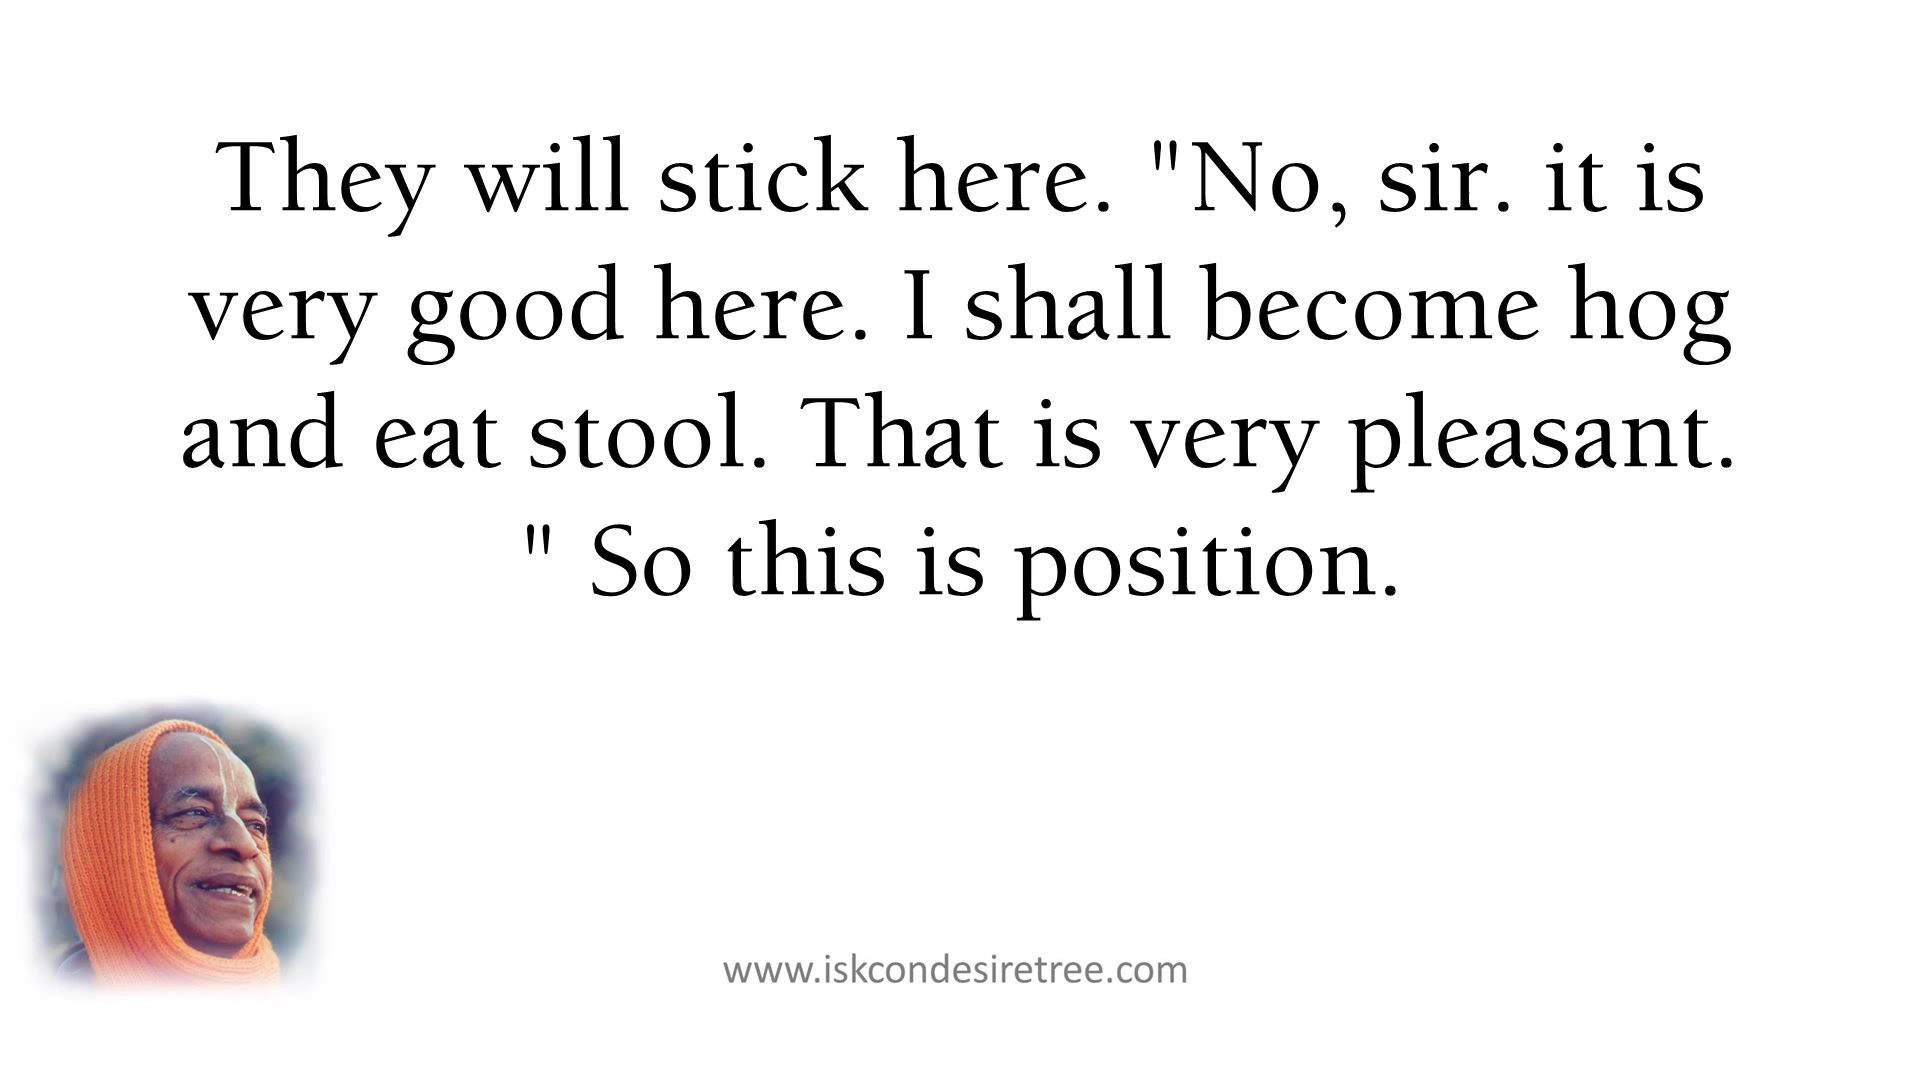 They will stick here. "No, sir. it is
very good here. I shall become hog
and eat stool. That is very pleasant.
" So this is position.
www.iskcondesiretree.com